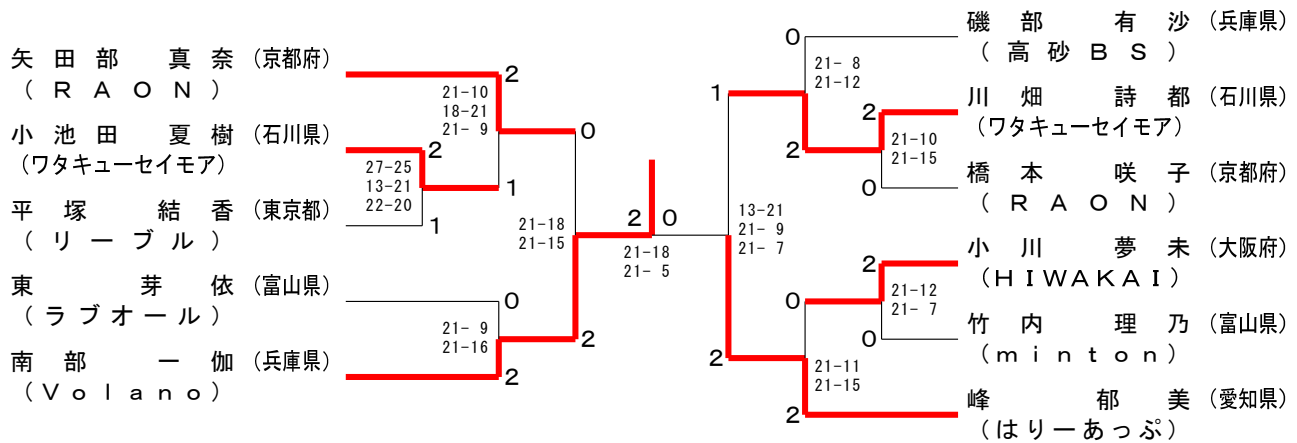 矢田部 真奈 (京都府)
(RAON)
小池田 夏樹 (石川県)
(ワタキューセイモア)
平塚 結香 (東京都)
(リーブル)
東 芽依 (富山県)
(ラブオール)
南部 一伽 (兵庫県)
(Volano)
2
21-10
18-21
21- 9
2
27-25
13-21
22-20
1
1
0
21-18
21-15
0
21- 9
21-16
2
2
2 0
21-18
21- 5
1
13-21
21- 9
21- 7
2
0
21- 8
21-12
2
2
21-10
21-15
0
2
21-12
21- 7
0
0
21-11
21-15
2
磯部 有沙 (兵庫県)
(高砂BS)
川畑 詩都 (石川県)
(ワタキューセイモア)
橋本 咲子 (京都府)
(RAON)
小川 夢未 (大阪府)
(HIWAKAI)
竹内 理乃 (富山県)
(minton)
峰 郁美 (愛知県)
(はりーあっぷ)